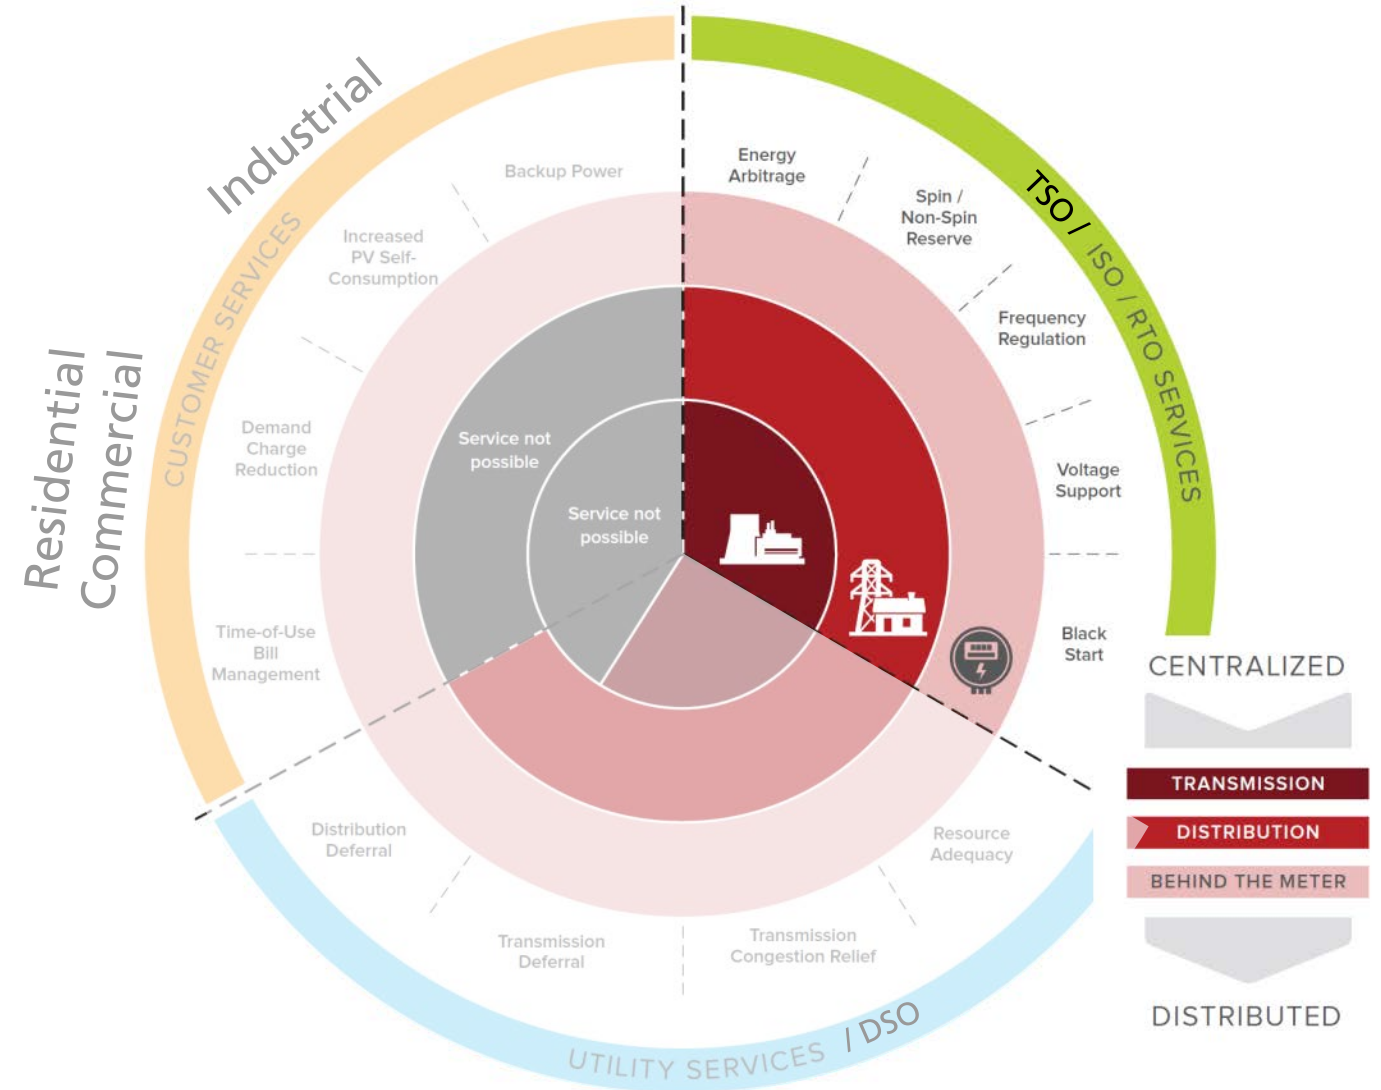 Industrial
Residential
Commercial
CUSTOMER SERVICES
TSO / ISO / RTO SERVICES
UTILITY SERVICES / DSO
Backup Power
Increased
PV Self-
Consumption
Demand
Charge
Reduction
Time-of-Use
Bill
Management
Energy
Arbitrage
Spin /
Non-Spin
Reserve
Frequency
Regulation
Voltage
Support
Black
Start
Resource
Adequacy
Transmission
Congestion Relief
Transmission
Deferral
Distribution
Deferral
Service not
possible
Service not
possible
CENTRALIZED
TRANSMISSION
DISTRIBUTION
BEHIND THE METER
DISTRIBUTED